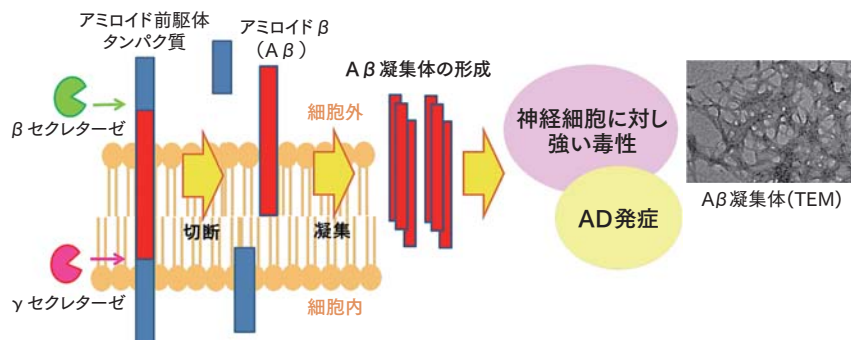 アミロイド前駆体
タンパク質
アミロイドβ
(Aβ)
βセクレターゼ
細胞外
Aβ凝集体の形成
神経細胞に対し
強い毒性
AD発症
Aβ凝集体(TEM)
切断
凝集
γセクレターゼ
細胞内